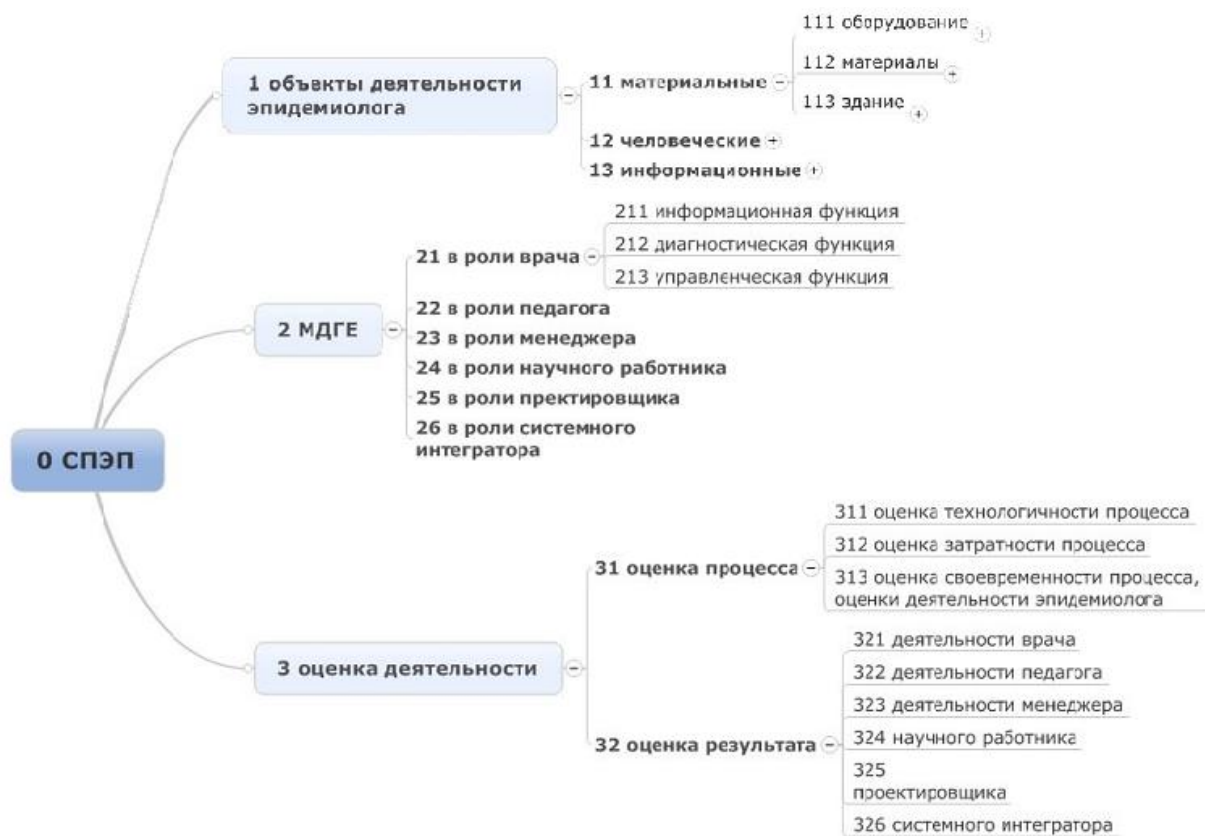 111 оборудование
112 материалы
113 здание
1 объекты деятельности
эпидемиолога
11 материальные
12 человеческие
13 информационные
211 информационная функция
212 диагностическая функция
213 управленческая функция
21 в роли врача
22 в роли педагога
2 МДГЕ
23 в роли менеджера
24 в роли научного работника
25 в роли пректировщика
26 в роли системного
интегратора
0 СПЭП
311 оценка технологичности процесса
312 оценка затратности процесса
313 оценка своевременности процесса,
оценки деятельности эпидемиолога
31 оценка процесса
3 оценка деятельности
321 деятельности врача
322 деятельности педагога
323 деятельности менеджера
324 научного работника
325
проектировщика
326 системного интегратора
32 оценка результата